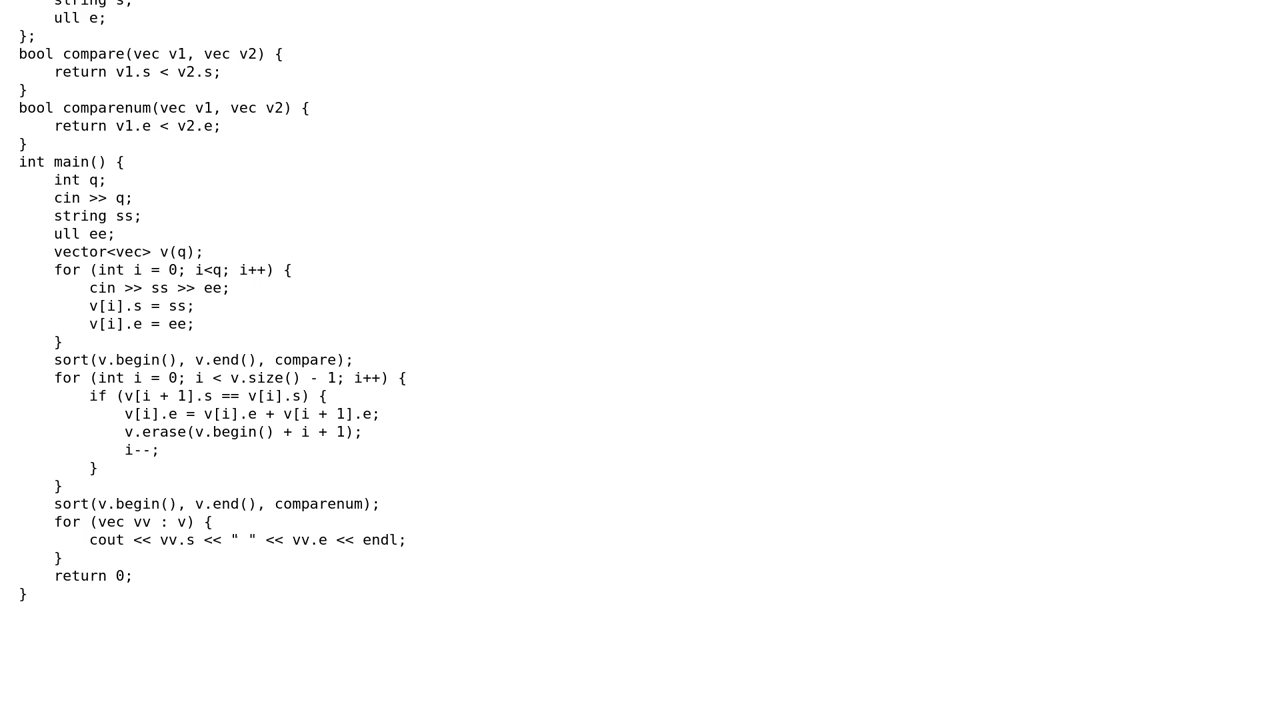 string s;
ull e;
};
bool compare(vec v1, vec v2) {
return v1.s < v2.s;
}
bool comparenum(vec v1, vec v2) {
return v1.e < v2.e;
}
int main() {
int q;
cin >> q;
string ss;
ull ee;
vector<vec> v(q);
for (int i = 0; i<q; i++) {
cin >> ss >> ee;
v[i].s = ss;
v[i].e = ee;
}
sort(v.begin(), v.end(), compare);
for (int i = 0; i < v.size() - 1; i++) {
if (v[i + 1].s == v[i].s) {
v[i].e = v[i].e + v[i + 1].e;
v.erase(v.begin() + i + 1);
i--;
}
}
sort(v.begin(), v.end(), comparenum);
for (vec vv : v) {
cout << vv.s << " " << vv.e << endl;
}
return 0;
}